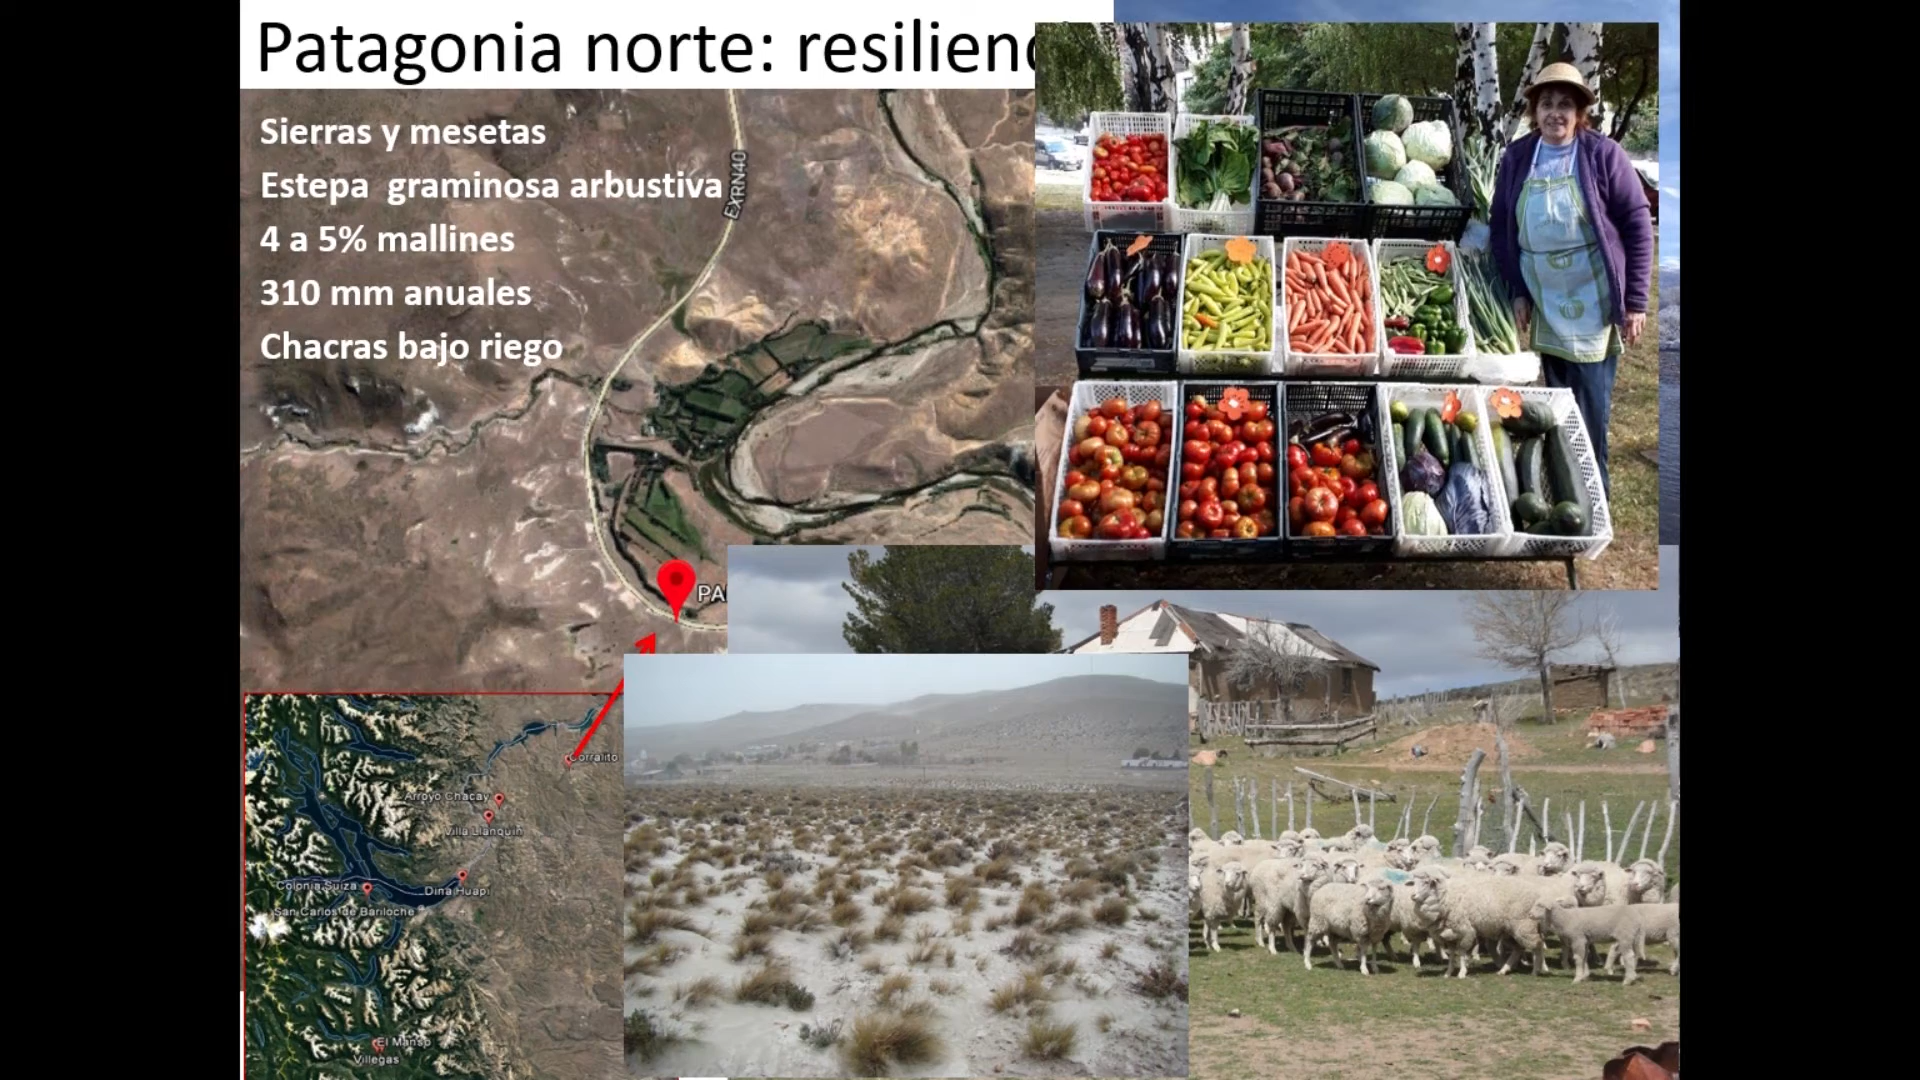 Patagonia norte: resilienc
Sierras y mesetas
Estepa graminosa arbustiva
4 a 5% mallines
310 mm anuales
Chacras bajo riego
ExRN40
PA
Corralito
Arroyo Chacay
Villa Llanquin
Colonia Suiza
Dina Huapi
San Carlos de Bariloche
El Manso
Villegas